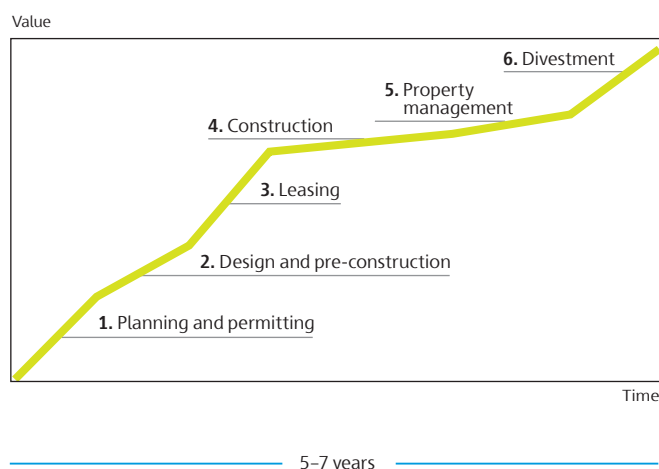 Value
6. Divestment
5. Property
management
4. Construction
3. Leasing
2. Design and pre-construction
1. Planning and permitting
Time
5–7 years